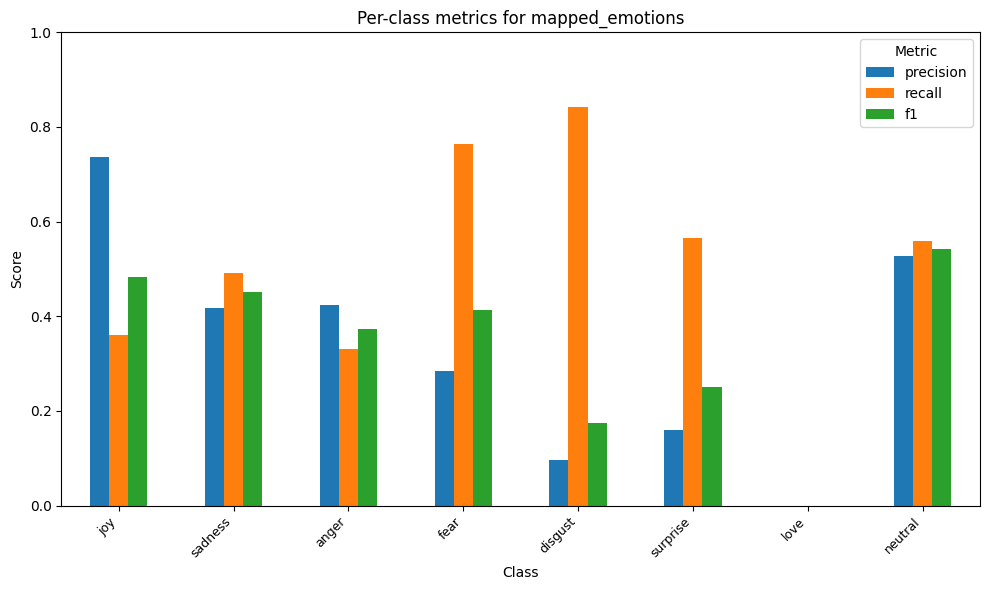 Per-class metrics for mapped_emotions
Metric
precision
recall
f1
Score
1.0
0.8
0.6
0.4
0.2
0.0
joy
sadness
anger
fear
disgust
surprise
love
neutral
Class